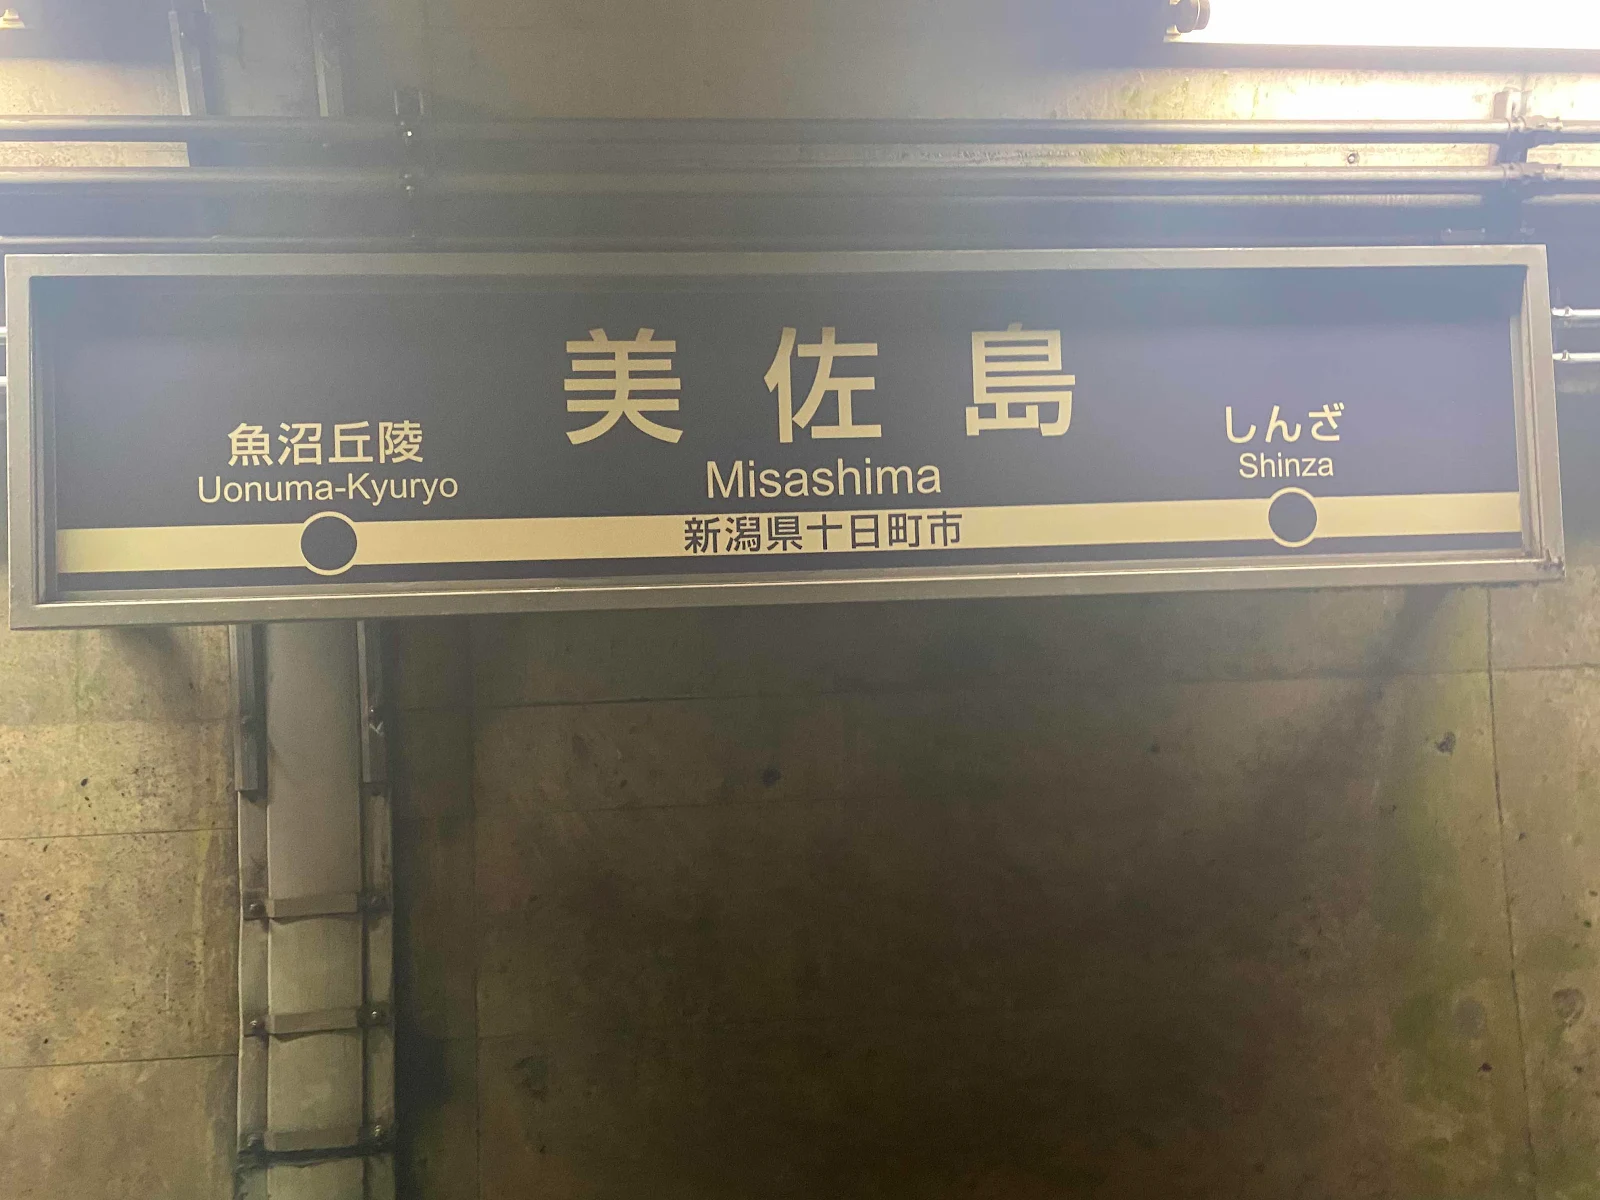 美佐島
Misashima
魚沼丘陵
Uonuma-Kyuryo
しんざ
Shinza
新潟県十日町市